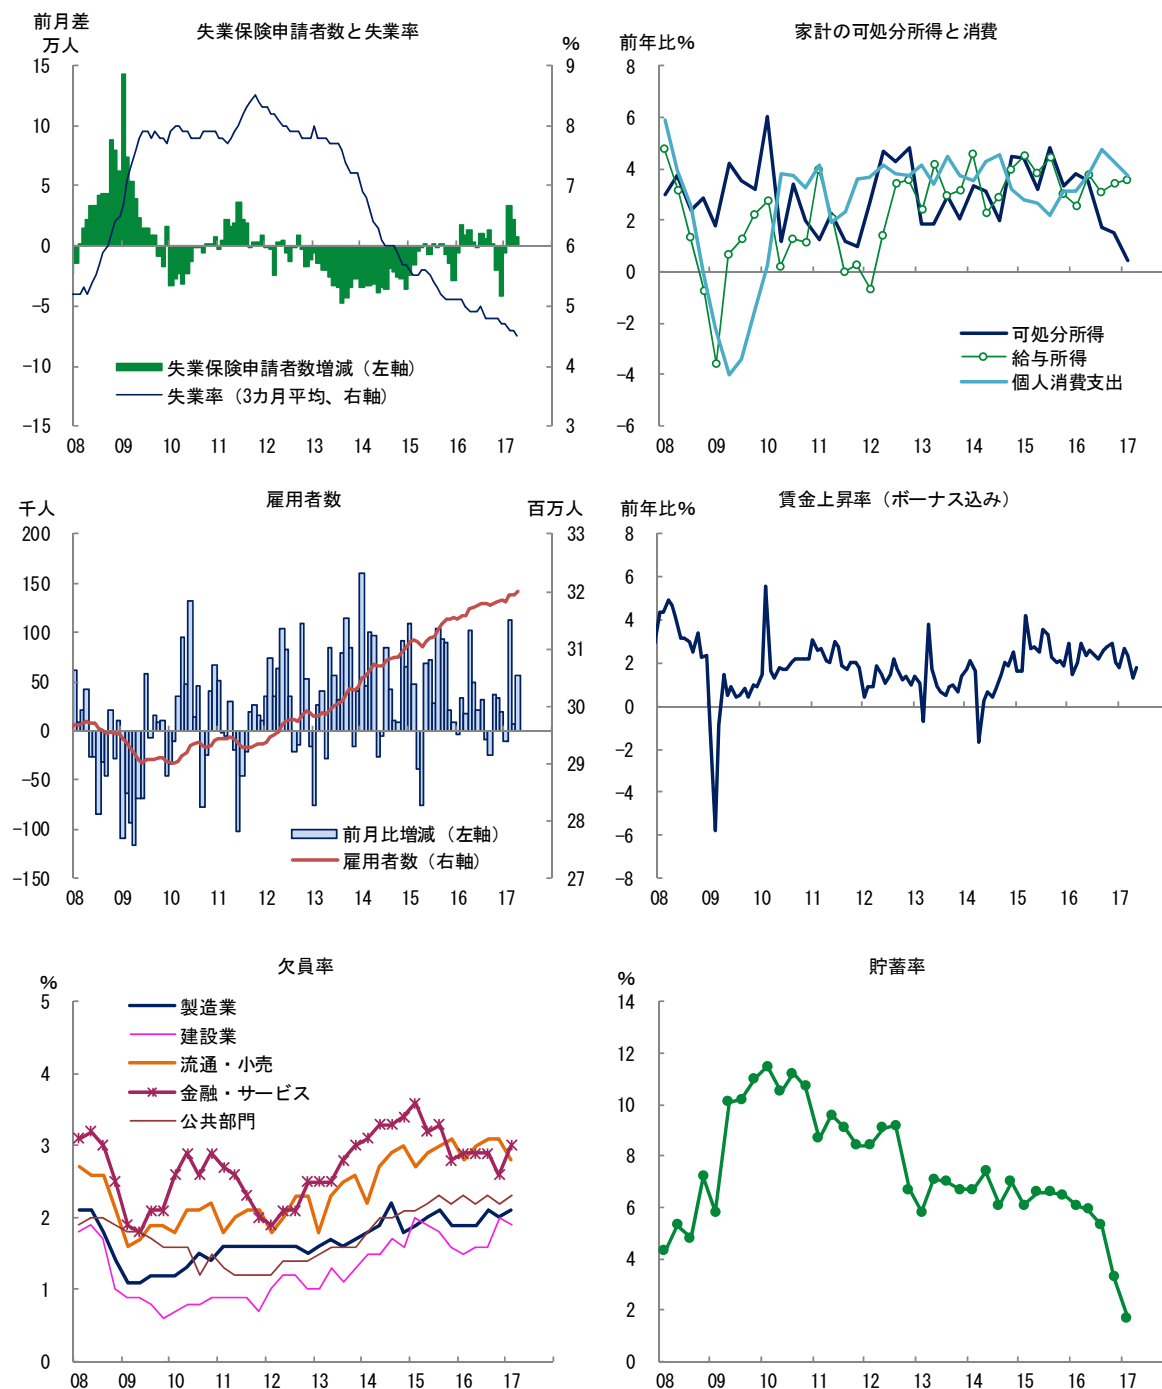 失業保険申請者数と失業率
前月差
万人
%
15
10
5
0
−5
−10
−15
9
8
7
6
5
4
3
失業保険申請者数増減（左軸）
失業率（3カ月平均、右軸）
08 09 10 11 12 13 14 15 16 17
家計の可処分所得と消費
前年比%
8
6
4
2
0
−2
−4
−6
可処分所得
給与所得
個人消費支出
08 09 10 11 12 13 14 15 16 17
雇用者数
千人
百万人
200
150
100
50
0
−50
−100
−150
33
32
31
30
29
28
27
前月比増減（左軸）
雇用者数（右軸）
08 09 10 11 12 13 14 15 16 17
賃金上昇率（ボーナス込み）
前年比%
8
6
4
2
0
−2
−4
−6
−8
08 09 10 11 12 13 14 15 16 17
欠員率
%
5
4
3
2
1
0
製造業
建設業
流通・小売
金融・サービス
公共部門
08 09 10 11 12 13 14 15 16 17
貯蓄率
%
14
12
10
8
6
4
2
0
08 09 10 11 12 13 14 15 16 17